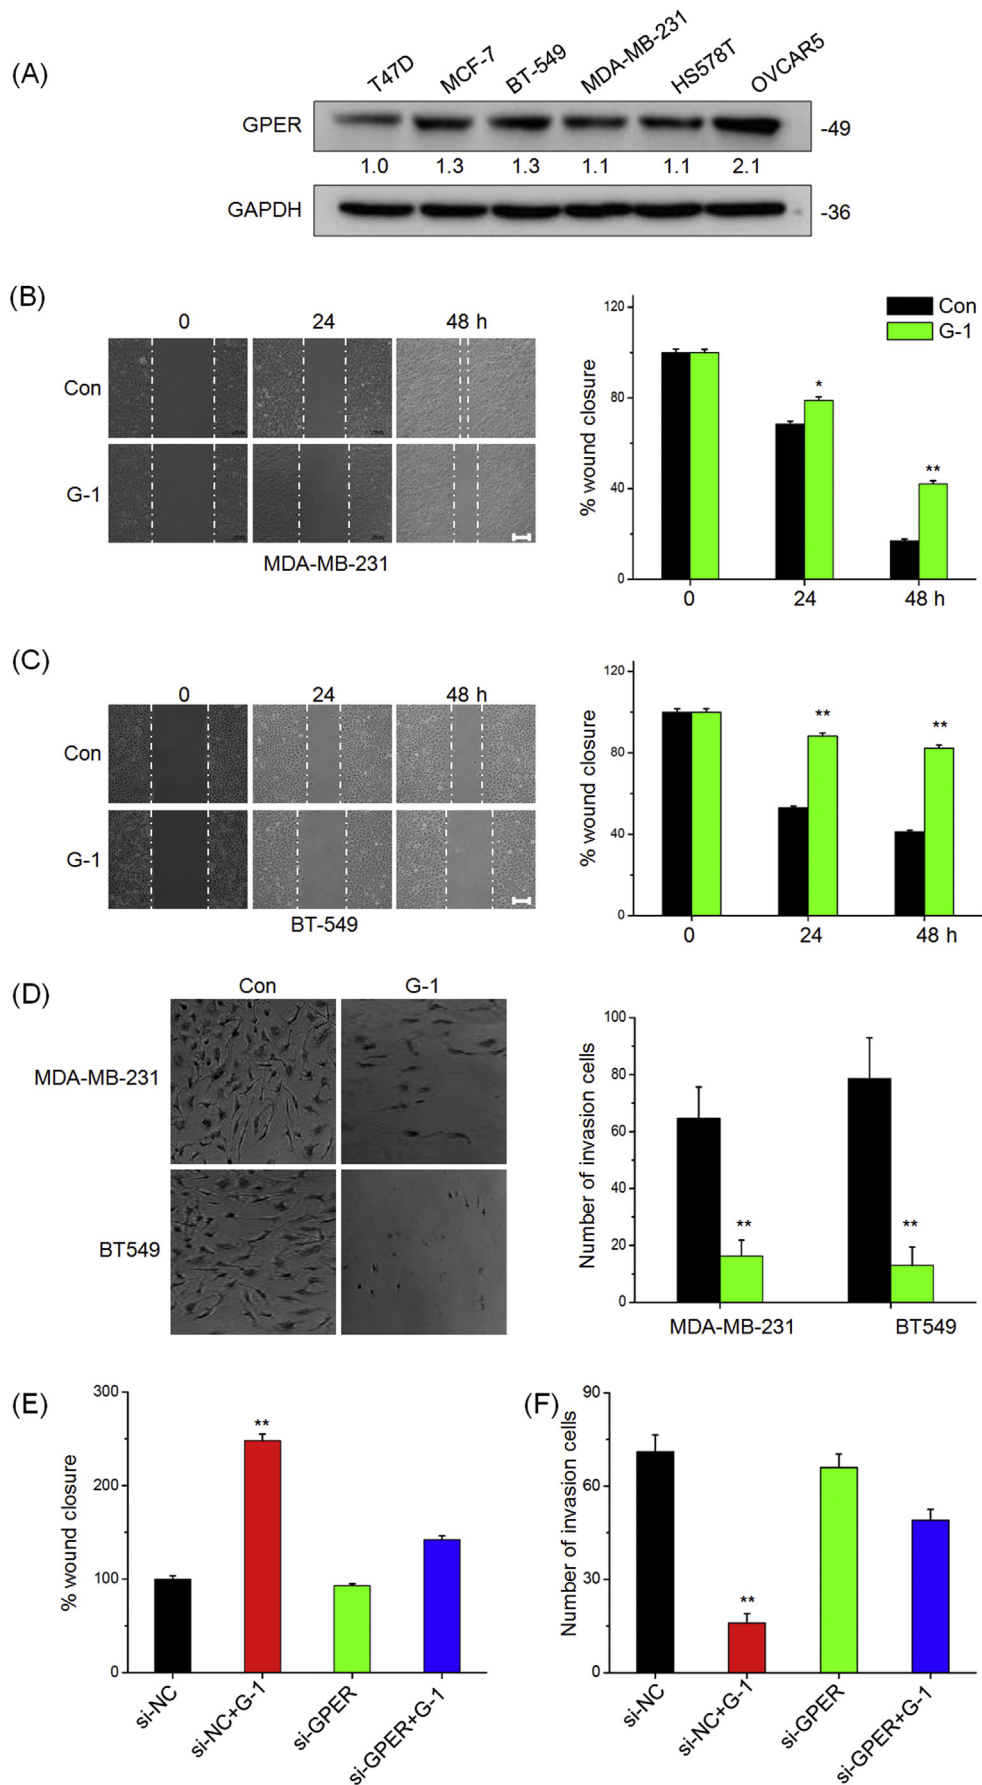 (A)
T47D MCF-7 BT-549 MDA-MB-231 HS578T OVCAR5
GPER -49
1.0 1.3 1.3 1.1 1.1 2.1
GAPDH -36
(B)
0 24 48 h
Con
G-1
MDA-MB-231
% wound closure
120
80
40
0
0 24 48 h
Con
G-1
*
**
(C)
0 24 48 h
Con
G-1
BT-549
% wound closure
120
80
40
0
0 24 48 h
** **
(D)
Con G-1
MDA-MB-231
BT549
Number of invasion cells
100
80
60
40
20
0
** **
MDA-MB-231 BT549
(E)
% wound closure
300
200
100
0
**
si-NC si-NC+G-1 si-GPER si-GPER+G-1
(F)
Number of invasion cells
90
60
30
0
**
si-NC si-NC+G-1 si-GPER si-GPER+G-1